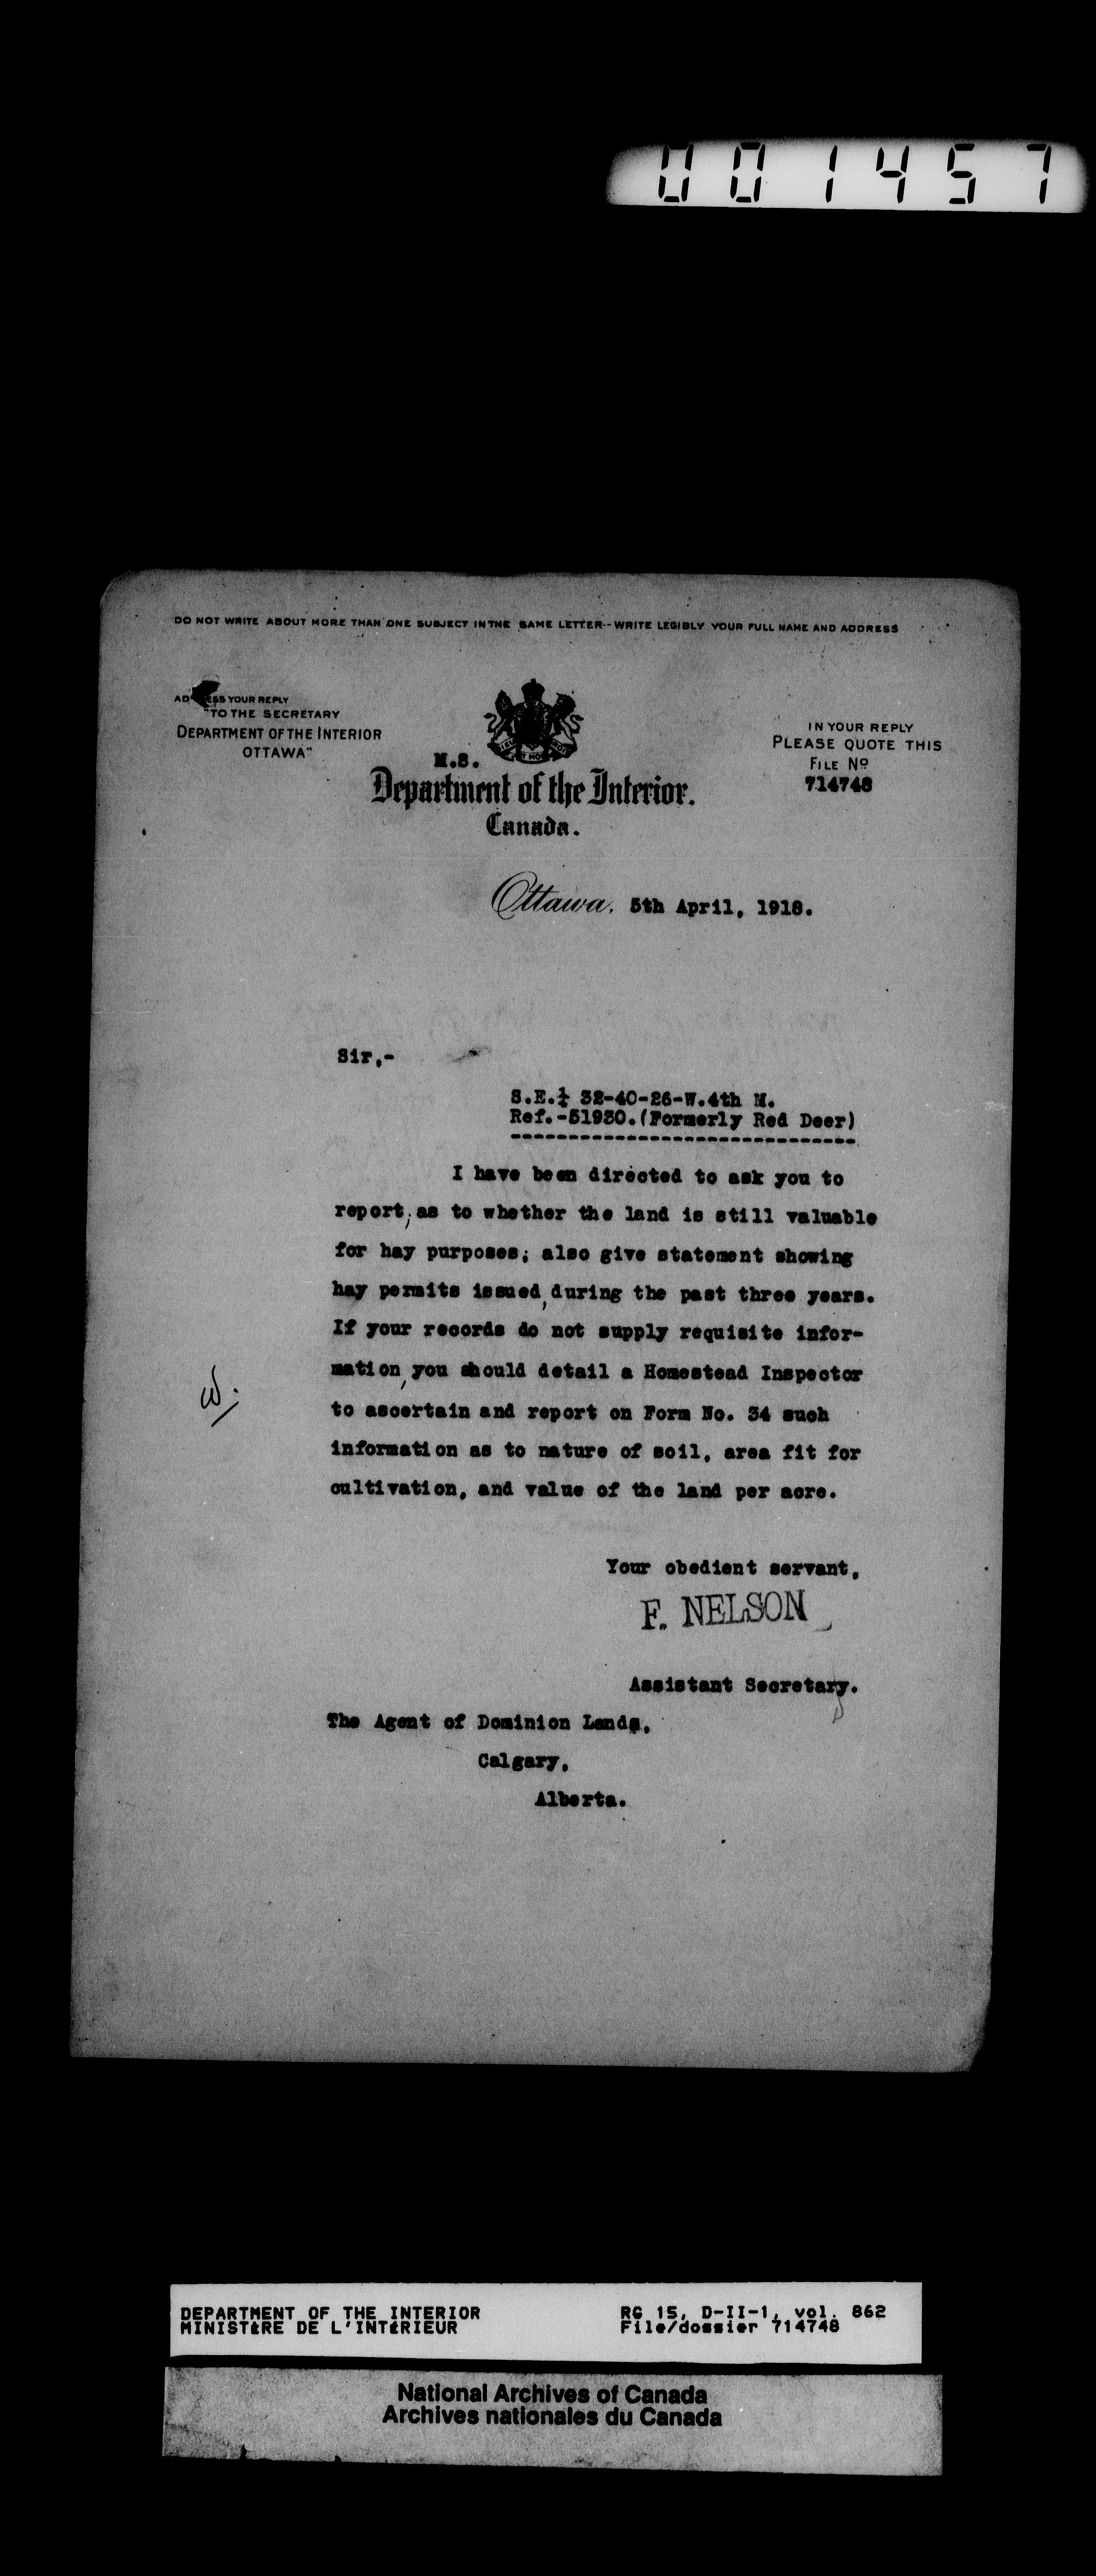 001457
DO NOT WRITE ABOUT MORE THAN ONE SUBJECT IN THE SAME LETTER--WRITE LEGIBLY YOUR FULL NAME AND ADDRESS
YOUR REPLY
"TO THE SECRETARY
DEPARTMENT OF THE INTERIOR
OTTAWA"
IN YOUR REPLY
PLEASE QUOTE THIS
FILE No
714748
M.S.
Department of the Interior.
Canada.
Ottawa, 5th April, 1918.
Sir,-
S.E.¼ 32-40-26-W.4th M.
Ref.-51930.(Formerly Red Deer)
I have been directed to ask you to
report, as to whether the land is still valuable
for hay purposes; also give statement showing
hay permits issued, during the past three years.
If your records do not supply requisite infor-
mation, you should detail a Homestead Inspector
to ascertain and report on Form No. 34 such
information as to nature of soil, area fit for
cultivation, and value of the land per acre.
Your obedient servant,
F. NELSON
Assistant Secretary.
The Agent of Dominion Lands,
Calgary,
Alberta.
DEPARTMENT OF THE INTERIOR
MINISTÈRE DE L'INTÉRIEUR
RG 15, D-II-1, vol. 862
File/dossier 714748
National Archives of Canada
Archives nationales du Canada